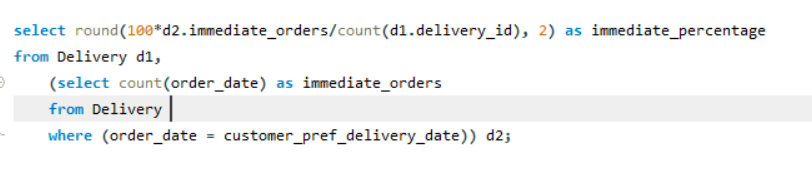 select round(100*d2.immediate_orders/count(d1.delivery_id), 2) as immediate_percentage
from Delivery d1,
(select count(order_date) as immediate_orders
from Delivery
where (order_date = customer_pref_delivery_date)) d2;